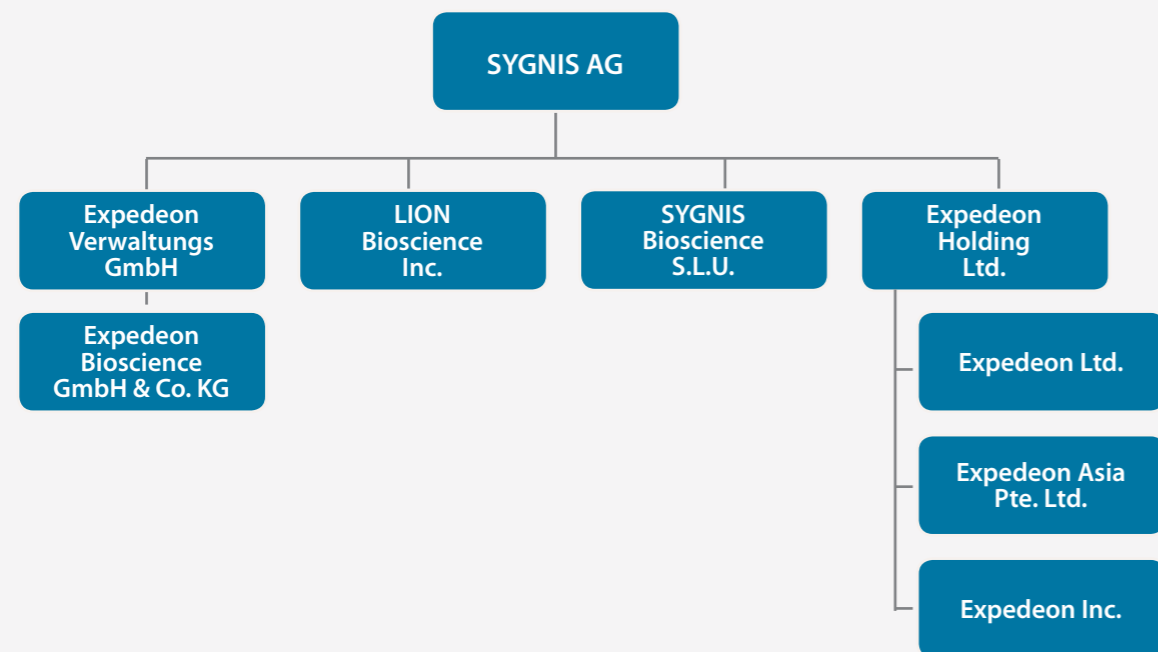 SYGNIS AG
Expedeon
Verwaltungs
GmbH
LION
Bioscience
Inc.
SYGNIS
Bioscience
S.L.U.
Expedeon
Holding
Ltd.
Expedeon
Bioscience
GmbH & Co. KG
Expedeon Ltd.
Expedeon Asia
Pte. Ltd.
Expedeon Inc.